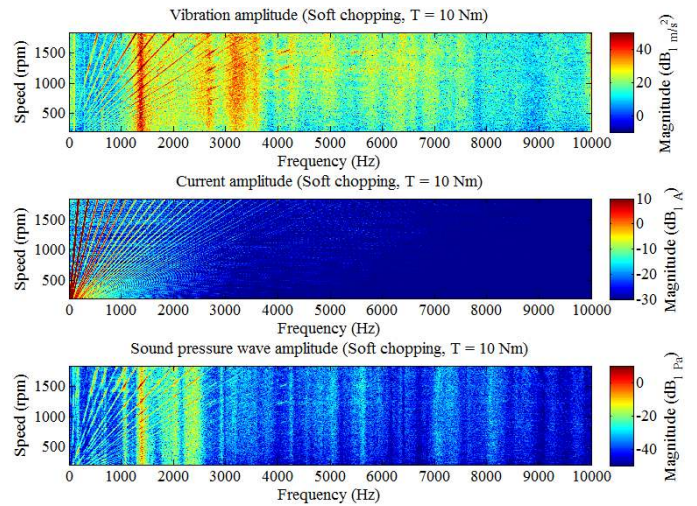 Vibration amplitude (Soft chopping, T = 10 Nm)
Speed (rpm)
1500
1000
500
0 1000 2000 3000 4000 5000 6000 7000 8000 9000 10000
Frequency (Hz)
40
20
0
Magnitude (dB1 m/s²)
Current amplitude (Soft chopping, T = 10 Nm)
Speed (rpm)
1500
1000
500
0 1000 2000 3000 4000 5000 6000 7000 8000 9000 10000
Frequency (Hz)
10
0
-10
-20
-30
Magnitude (dB1 A)
Sound pressure wave amplitude (Soft chopping, T = 10 Nm)
Speed (rpm)
1500
1000
500
0 1000 2000 3000 4000 5000 6000 7000 8000 9000 10000
Frequency (Hz)
0
-20
-40
Magnitude (dB1 Pa)